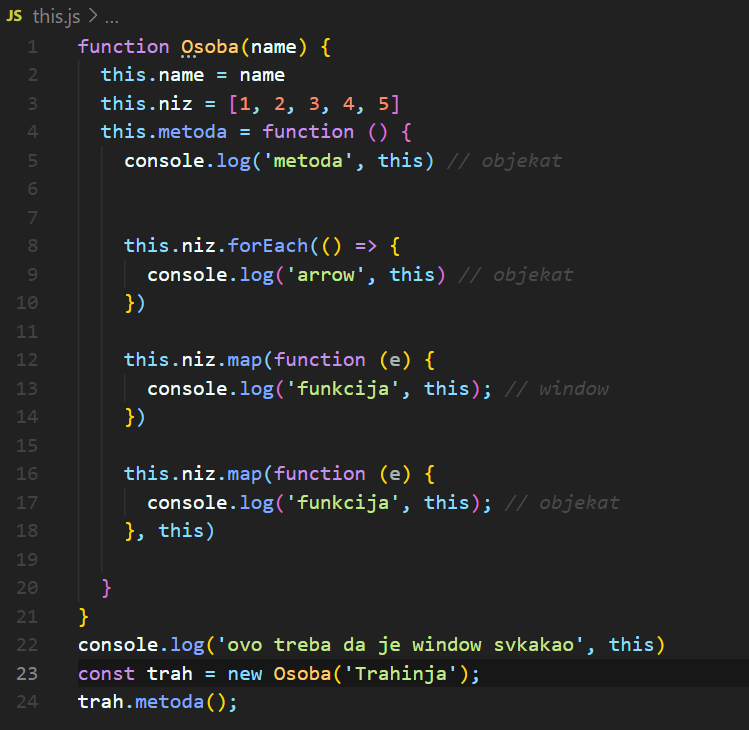 JS this.js > ...
1 function Osoba(name) {
2 this.name = name
3 this.niz = [1, 2, 3, 4, 5]
4 this.metoda = function () {
5 console.log('metoda', this) // objekat
6
7
8 this.niz.forEach(() => {
9 console.log('arrow', this) // objekat
10 })
11
12 this.niz.map(function (e) {
13 console.log('funkcija', this); // window
14 })
15
16 this.niz.map(function (e) {
17 console.log('funkcija', this); // objekat
18 }, this)
19
20 }
21 }
22 console.log('ovo treba da je window svkakao', this)
23 const trah = new Osoba('Trahinja');
24 trah.metoda();